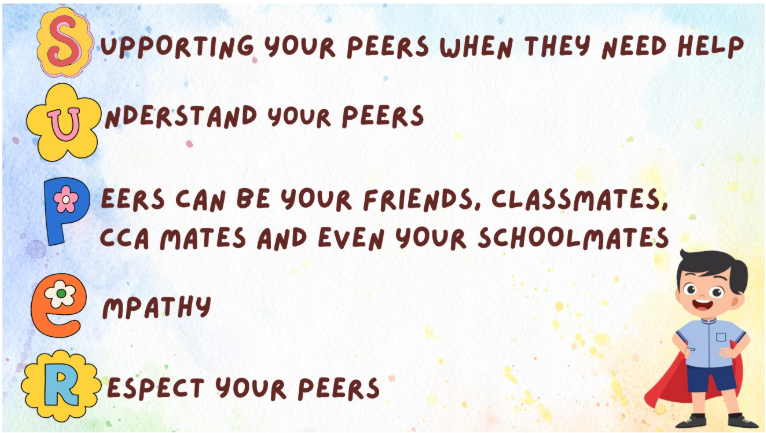 SUPPORTING YOUR PEERS WHEN THEY NEED HELP
UNDERSTAND YOUR PEERS
PEERS CAN BE YOUR FRIENDS, CLASSMATES,
CCA MATES AND EVEN YOUR SCHOOLMATES
eMPATHY
RESPECT YOUR PEERS